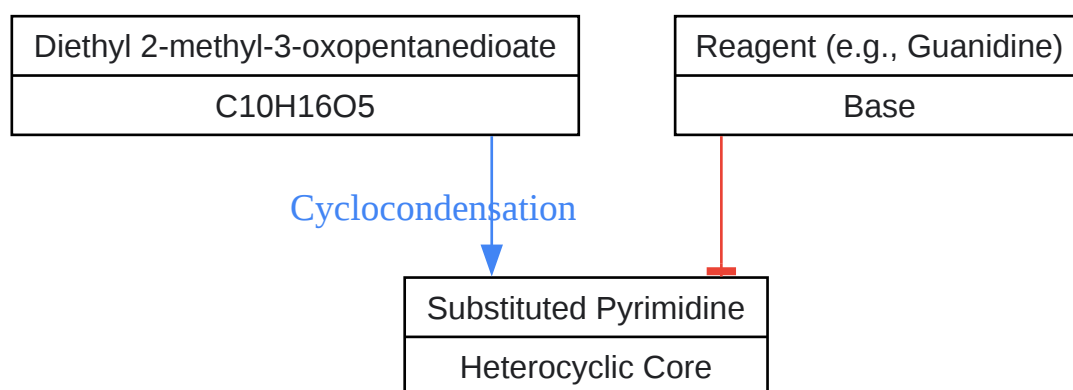 Diethyl 2-methyl-3-oxopentanedioate
C10H16O5
Reagent (e.g., Guanidine)
Base
Cyclocondensation
Substituted Pyrimidine
Heterocyclic Core